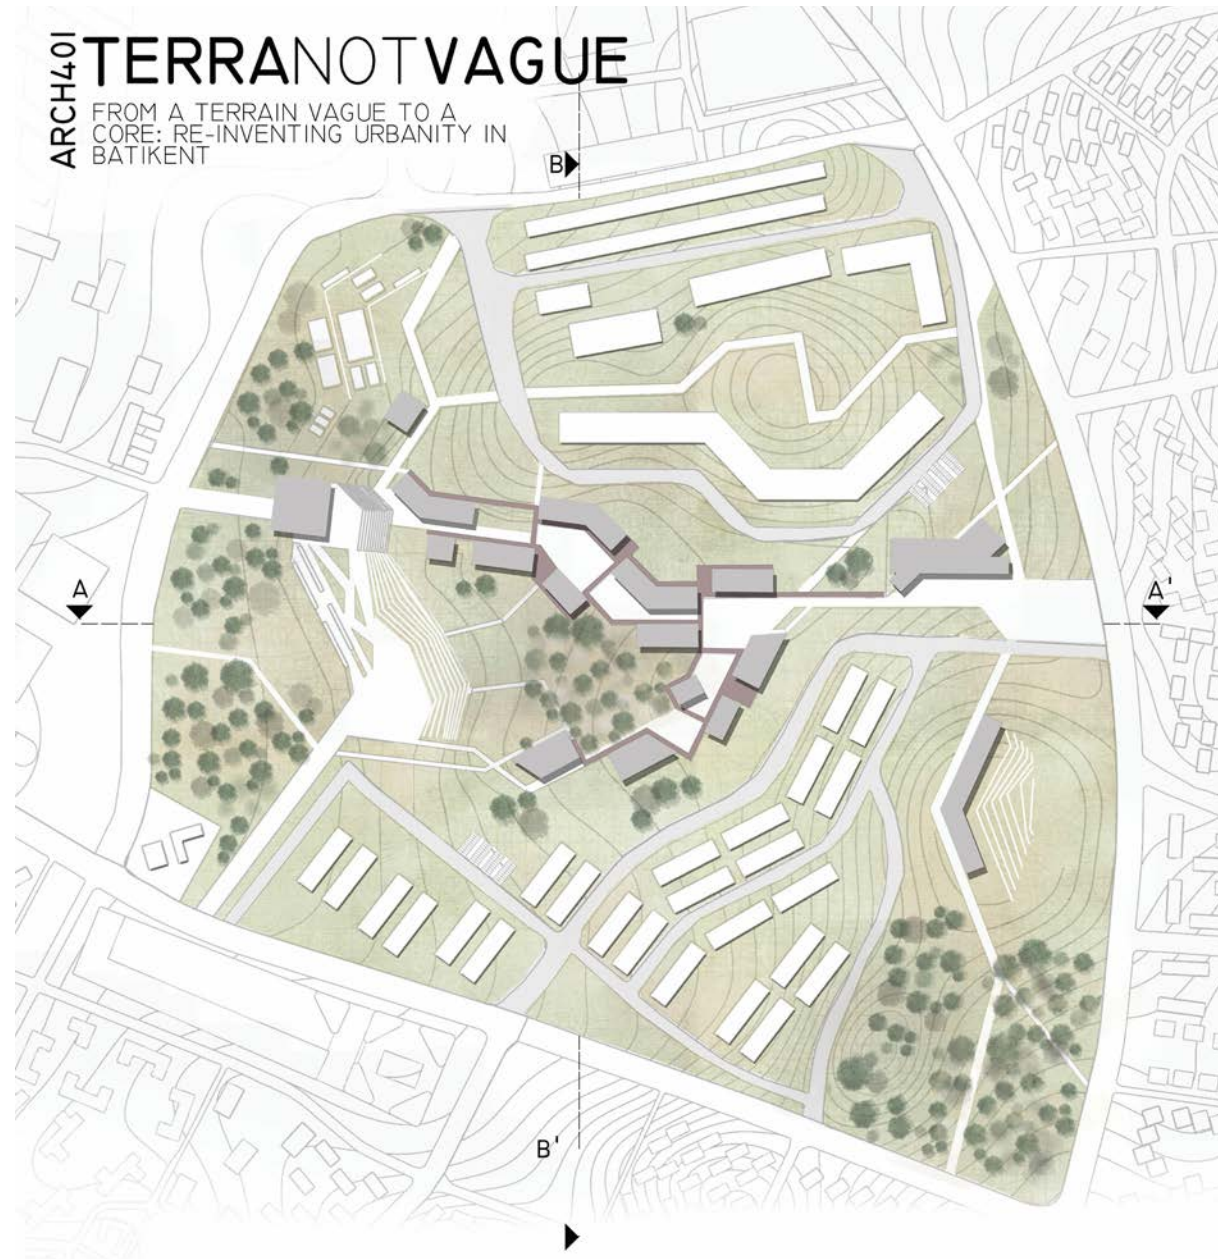 ARCH401
TERRANOTVAGUE
FROM A TERRAIN VAGUE TO A
CORE: RE-INVENTING URBANITY IN
BATIKENT
B
A
A'
B'